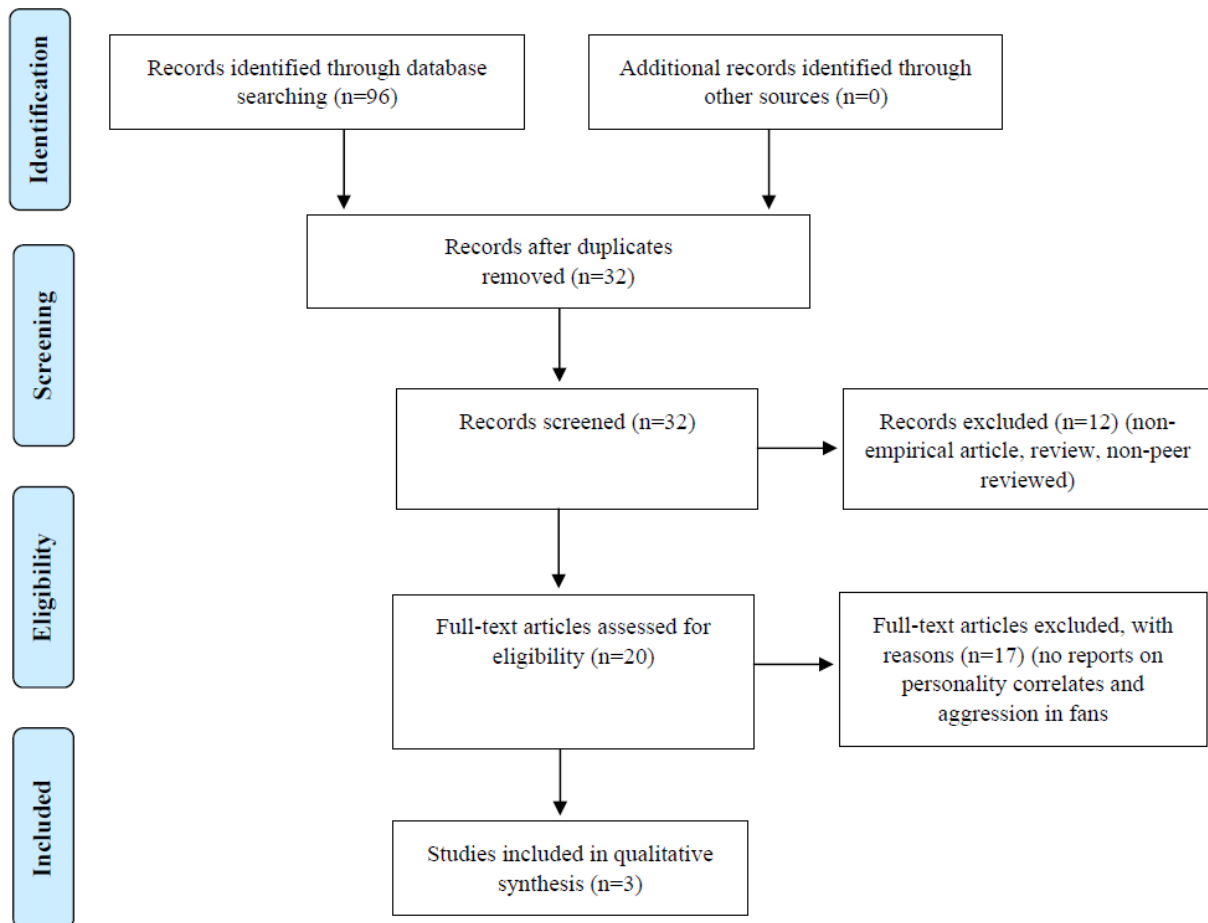 Identification
Records identified through database
searching (n=96)
Additional records identified through
other sources (n=0)
Screening
Records after duplicates
removed (n=32)
Records screened (n=32)
Records excluded (n=12) (non-
empirical article, review, non-peer
reviewed)
Eligibility
Full-text articles assessed for
eligibility (n=20)
Full-text articles excluded, with
reasons (n=17) (no reports on
personality correlates and
aggression in fans
Included
Studies included in qualitative
synthesis (n=3)